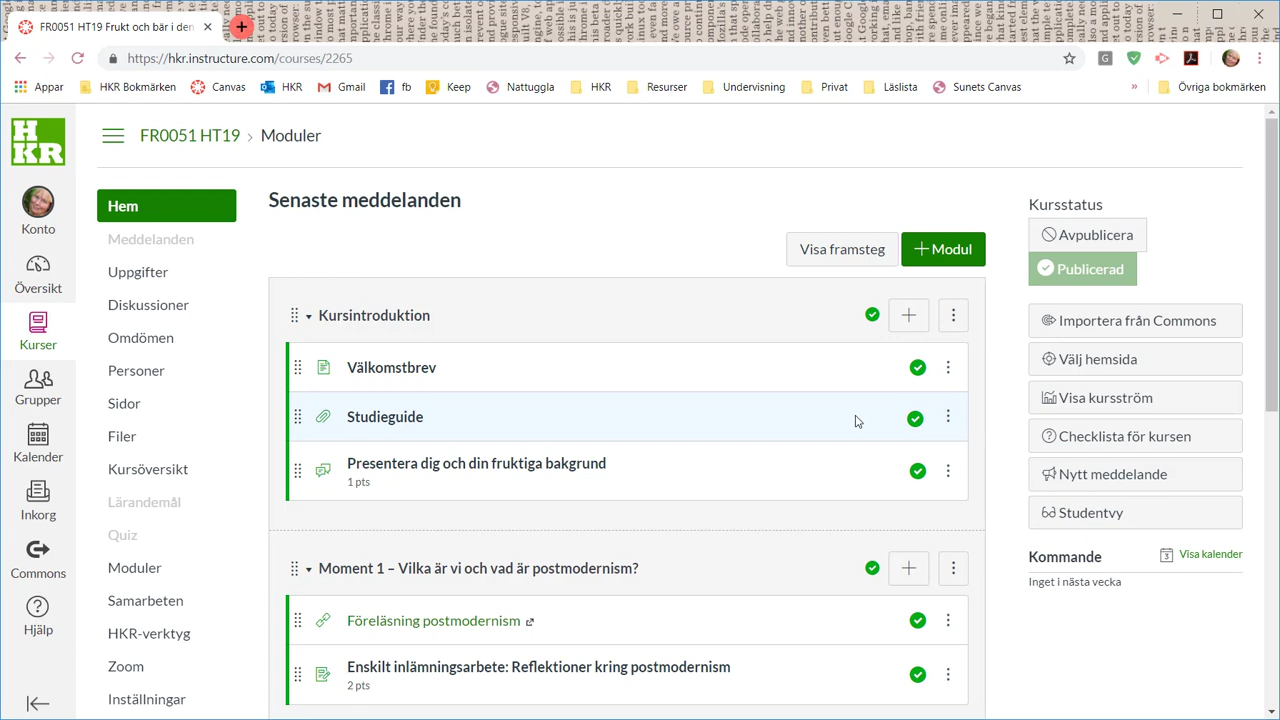 FR0051 HT19 Frukt och bär i den
https://hkr.instructure.com/courses/2265
Appar
HKR Bokmärken
Canvas
HKR
Gmail
fb
Keep
Nattuggla
HKR
Resurser
Undervisning
Privat
Läslista
Sunets Canvas
»
Övriga bokmärken
H
KR
FR0051 HT19 › Moduler
Konto
Översikt
Kurser
Grupper
Kalender
Inkorg
Commons
Hjälp
Hem
Meddelanden
Uppgifter
Diskussioner
Omdömen
Personer
Sidor
Filer
Kursöversikt
Lärandemål
Quiz
Moduler
Samarbeten
HKR-verktyg
Zoom
Inställningar
Senaste meddelanden
Visa framsteg
+ Modul
Kursintroduktion
Välkomstbrev
Studieguide
Presentera dig och din fruktiga bakgrund
1 pts
Moment 1 – Vilka är vi och vad är postmodernism?
Föreläsning postmodernism
Enskilt inlämningsarbete: Reflektioner kring postmodernism
2 pts
Kursstatus
Avpublicera
Publicerad
Importera från Commons
Välj hemsida
Visa kursström
Checklista för kursen
Nytt meddelande
Studentvy
Kommande
3
Visa kalender
Inget i nästa vecka